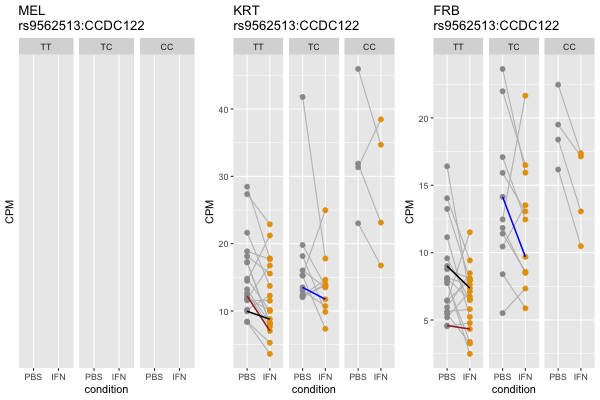 MEL
rs9562513:CCDC122
TT TC CC
CPM
PBS IFN PBS IFN PBS IFN
condition
KRT
rs9562513:CCDC122
TT TC CC
40
30
20
10
CPM
PBS IFN PBS IFN PBS IFN
condition
FRB
rs9562513:CCDC122
TT TC CC
20
15
10
5
CPM
PBS IFN PBS IFN PBS IFN
condition